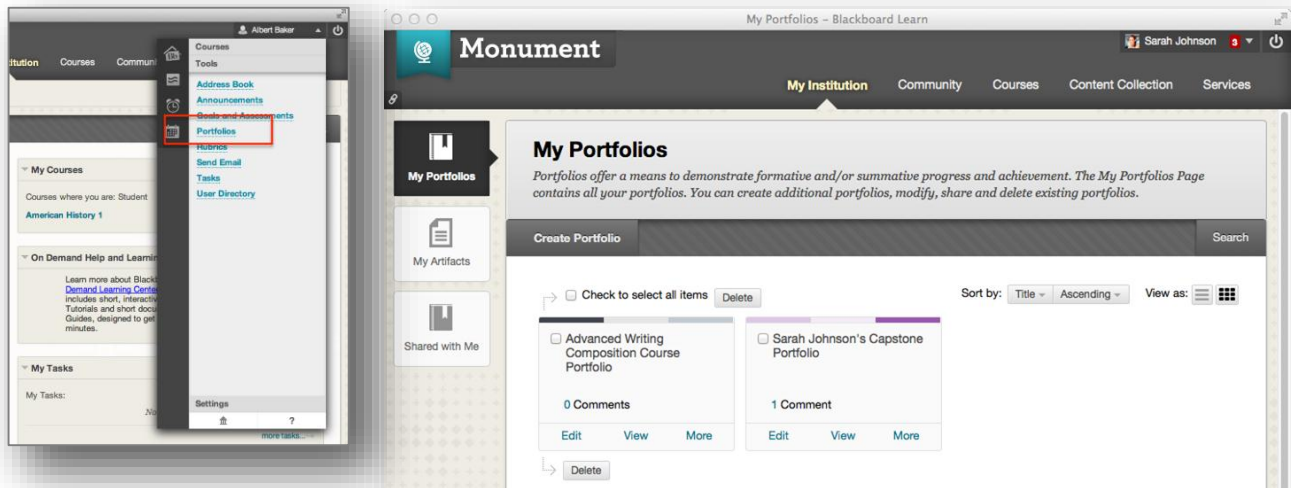 Albert Baker
Courses
Tools
itution Courses Commun
Address Book
Announcements
Goals and Assessments
Portfolios
Rubrics
Send Email
Tasks
User Directory
My Courses
Courses where you are: Student
American History 1
On Demand Help and Learnin
Learn more about Blackb
Demand Learning Cente
includes short, interactiv
Tutorials and short docu
Guides, designed to get
minutes.
My Tasks
My Tasks:
No
Settings
?
more tasks...
My Portfolios – Blackboard Learn
Monument
Sarah Johnson 3
My Institution Community Courses Content Collection Services
My Portfolios
My Artifacts
Shared with Me
My Portfolios
Portfolios offer a means to demonstrate formative and/or summative progress and achievement. The My Portfolios Page
contains all your portfolios. You can create additional portfolios, modify, share and delete existing portfolios.
Create Portfolio Search
Check to select all items Delete Sort by: Title Ascending View as:
Advanced Writing
Composition Course
Portfolio
0 Comments
Edit View More
Sarah Johnson's Capstone
Portfolio
1 Comment
Edit View More
Delete